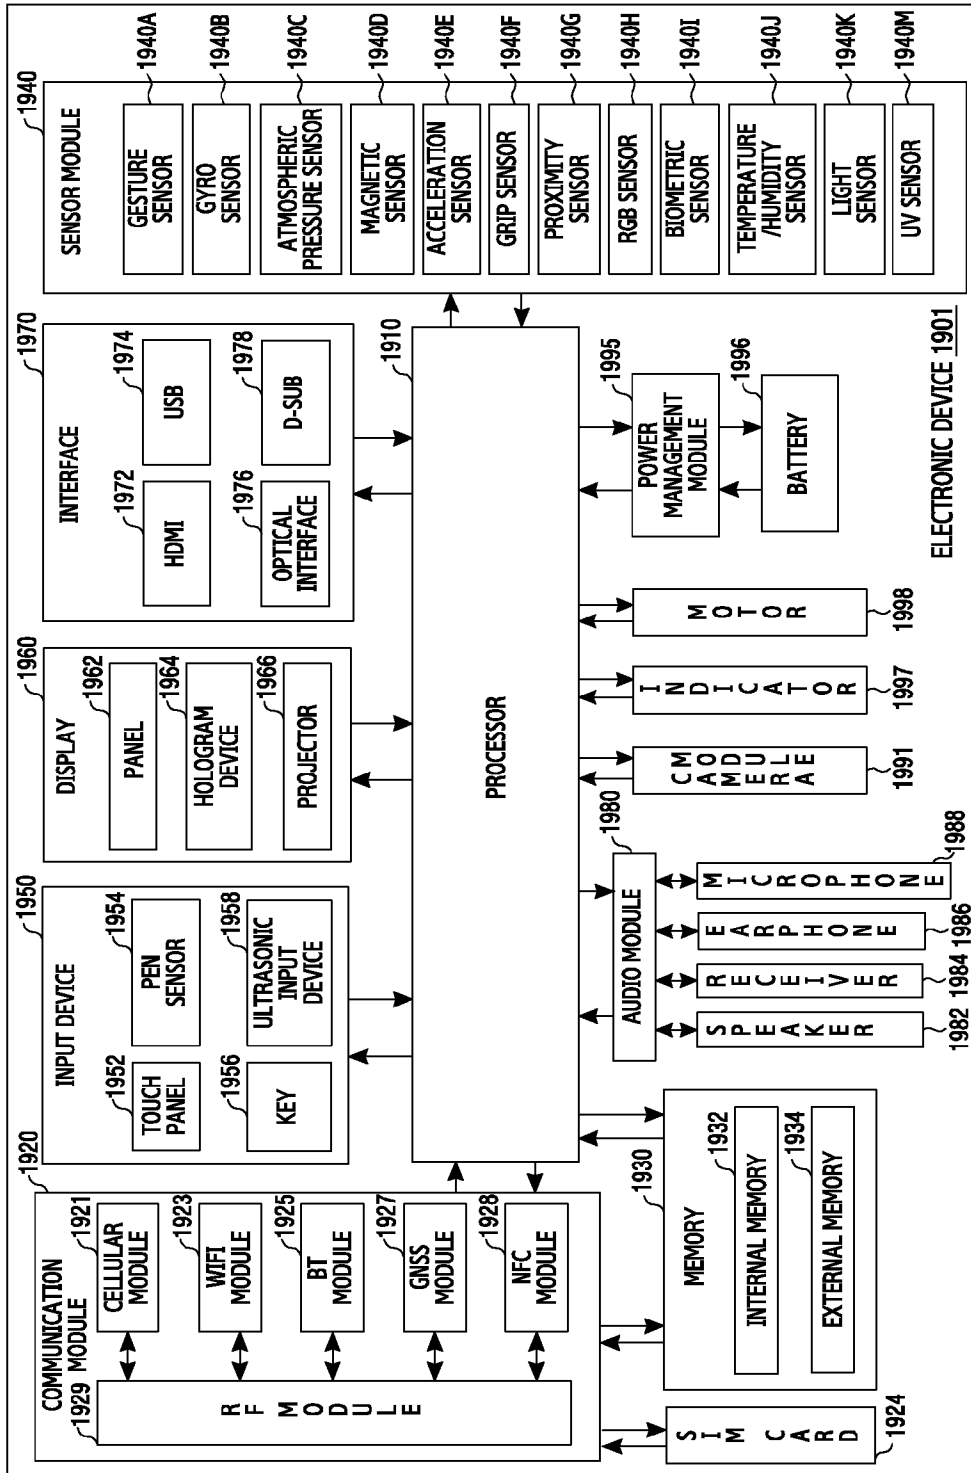 1920
COMMUNICATION
MODULE
1929
RF MODULE
1921
CELLULAR
MODULE
1923
WIFI
MODULE
1925
BT
MODULE
1927
GNSS
MODULE
1928
NFC
MODULE
1950
INPUT DEVICE
1952
TOUCH
PANEL
1954
PEN
SENSOR
1956
KEY
1958
ULTRASONIC
INPUT
DEVICE
1960
DISPLAY
1962
PANEL
1964
HOLOGRAM
DEVICE
1966
PROJECTOR
1970
INTERFACE
1972
HDMI
1974
USB
1976
OPTICAL
INTERFACE
1978
D-SUB
1940
SENSOR MODULE
GESTURE
SENSOR
1940A
GYRO
SENSOR
1940B
ATMOSPHERIC
PRESSURE SENSOR
1940C
MAGNETIC
SENSOR
1940D
ACCELERATION
SENSOR
1940E
GRIP SENSOR
1940F
PROXIMITY
SENSOR
1940G
RGB SENSOR
1940H
BIOMETRIC
SENSOR
1940I
TEMPERATURE
/HUMIDITY
SENSOR
1940J
LIGHT
SENSOR
1940K
UV SENSOR
1940M
1910
PROCESSOR
SIM CARD
1924
1930
MEMORY
1932
INTERNAL MEMORY
1934
EXTERNAL MEMORY
1980
AUDIO MODULE
SPEAKER
1982
RECEIVER
1984
EARPHONE
1986
MICROPHONE
1988
CAMERA
MODULE
1991
INDICATOR
1997
MOTOR
1998
1995
POWER
MANAGEMENT
MODULE
1996
BATTERY
ELECTRONIC DEVICE 1901